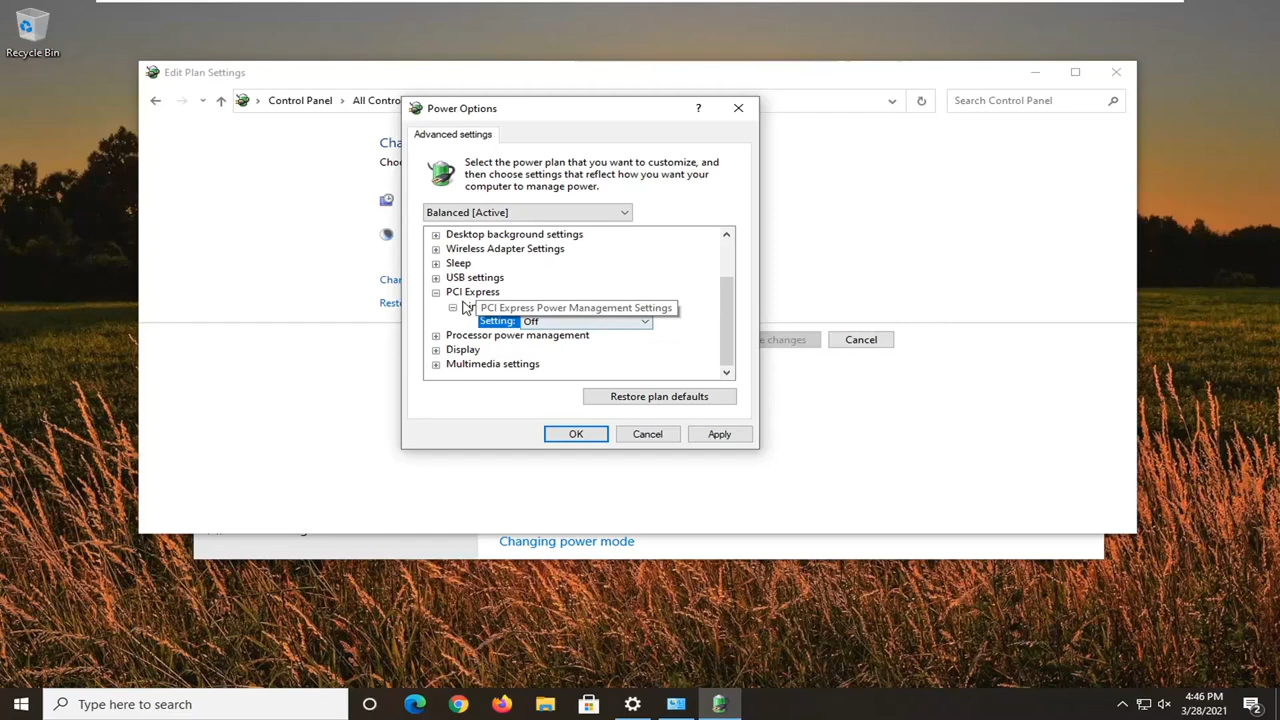 Recycle Bin
Edit Plan Settings
Control Panel > All Contro
Search Control Panel
Power Options
?
Advanced settings
Select the power plan that you want to customize, and
then choose settings that reflect how you want your
computer to manage power.
Balanced [Active]
Desktop background settings
Wireless Adapter Settings
Sleep
USB settings
PCI Express
PCI Express Power Management Settings
Setting: Off
Processor power management
Display
Multimedia settings
Restore plan defaults
OK
Cancel
Apply
Cha
Choo
Chan
Resto
changes
Cancel
Changing power mode
Type here to search
4:46 PM
3/28/2021
2